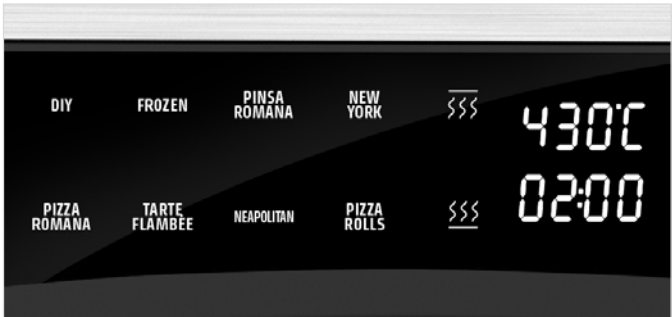 DIY
FROZEN
PINSA
ROMANA
NEW
YORK
430°C
PIZZA
ROMANA
TARTE
FLAMBÉE
NEAPOLITAN
PIZZA
ROLLS
02:00